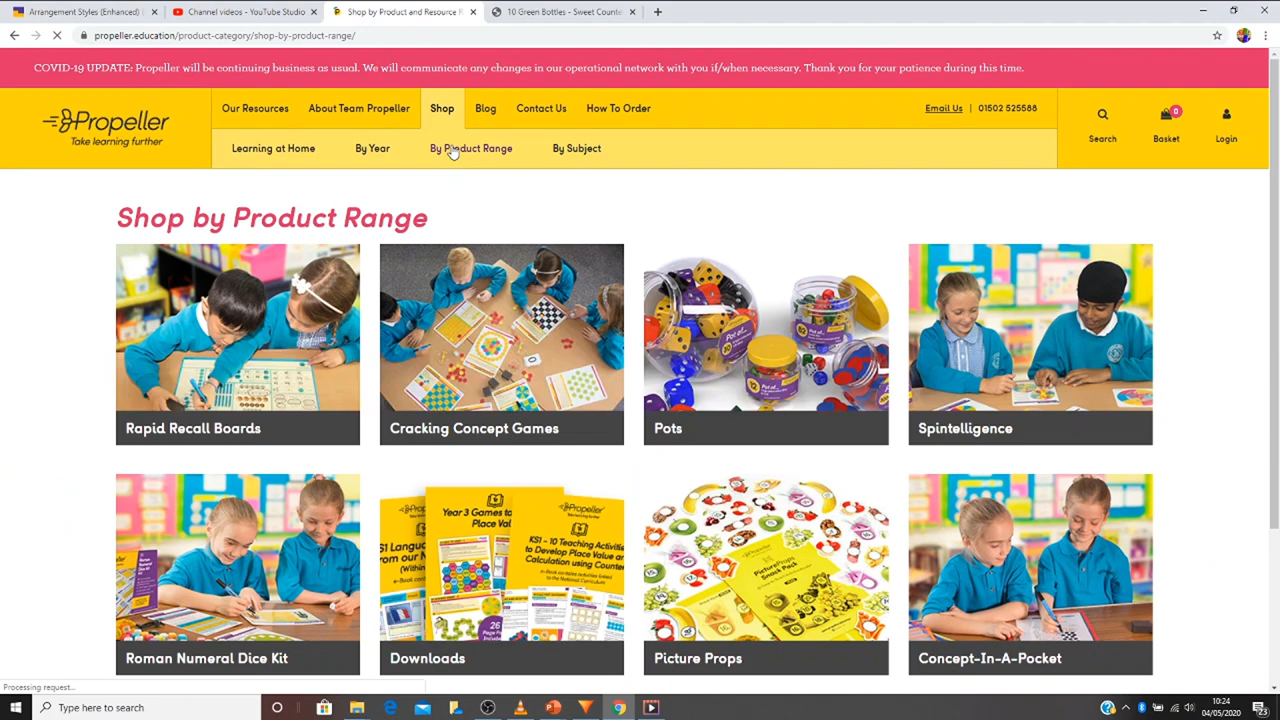 Arrangement Styles (Enhanced)
Channel videos - YouTube Studio
Shop by Product and Resource R
10 Green Bottles - Sweet Counte
propeller.education/product-category/shop-by-product-range/
COVID-19 UPDATE: Propeller will be continuing business as usual. We will communicate any changes in our operational network with you if/when necessary. Thank you for your patience during this time.
Propeller
Take learning further
Our Resources
About Team Propeller
Shop
Blog
Contact Us
How To Order
Email Us | 01502 525588
Search
0
Basket
Login
Learning at Home
By Year
By Product Range
By Subject
Shop by Product Range
Rapid Recall Boards
Cracking Concept Games
Pots
Spintelligence
Roman Numeral Dice Kit
Downloads
Picture Props
Concept-In-A-Pocket
Processing request...
Type here to search
10:24
04/05/2020
23